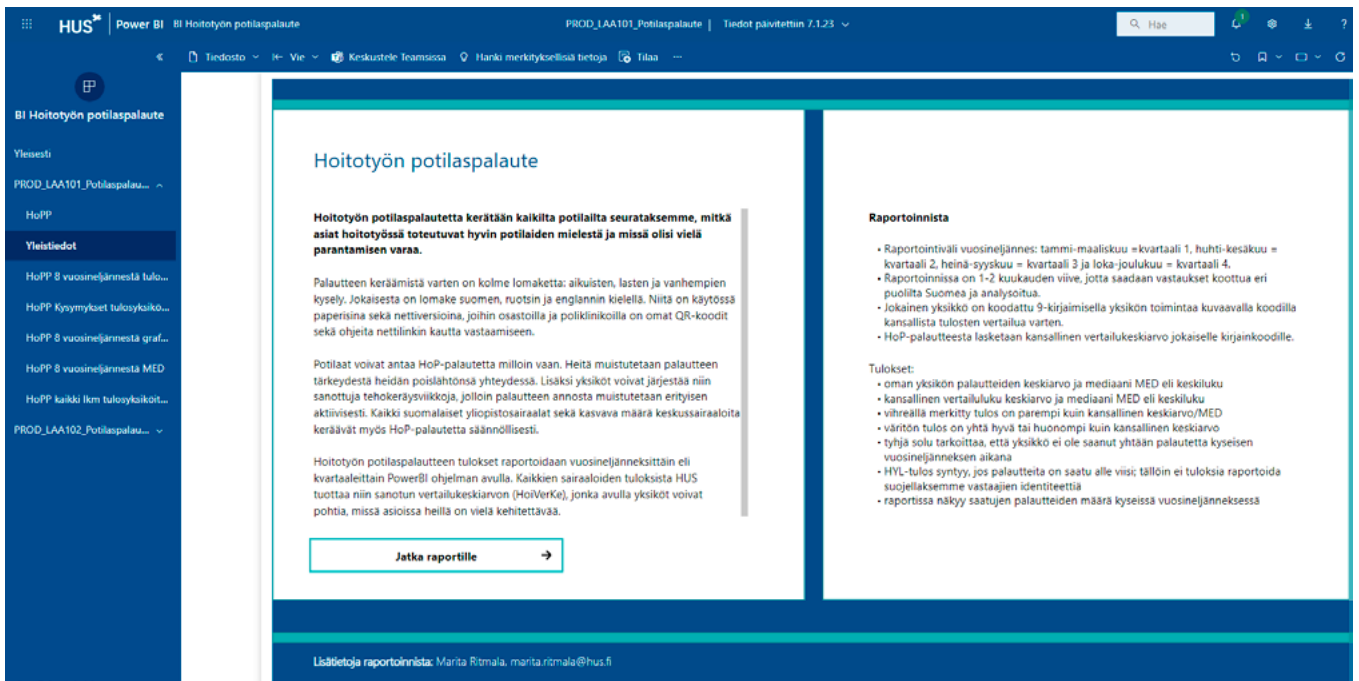 HUS Power BI BI Hoitotyön potilaspalaute
PROD_LAA101_Potilaspalaute | Tiedot päivitettiin 7.1.23
Hae
1
?
Tiedosto
Vie
Keskustele Teamsissa
Hanki merkityksellisiä tietoja
Tilaa
BI Hoitotyön potilaspalaute
Yleisesti
PROD_LAA101_Potilaspalau...
HoPP
Yleistiedot
HoPP 8 vuosineljännestä tulo...
HoPP Kysymykset tulosyksikö...
HoPP 8 vuosineljännestä graf...
HoPP 8 vuosineljännestä MED
HoPP kaikki lkm tulosyksiköit...
PROD_LAA102_Potilaspalau...
Hoitotyön potilaspalaute
Hoitotyön potilaspalautetta kerätään kaikilta potilailta seurataksemme, mitkä
asiat hoitotyössä toteutuvat hyvin potilaiden mielestä ja missä olisi vielä
parantamisen varaa.
Palautteen keräämistä varten on kolme lomaketta: aikuisten, lasten ja vanhempien
kysely. Jokaisesta on lomake suomen, ruotsin ja englannin kielellä. Niitä on käytössä
paperisina sekä nettiversioina, joihin osastoilla ja poliklinikoilla on omat QR-koodit
sekä ohjeita nettilinkin kautta vastaamiseen.
Potilaat voivat antaa HoP-palautetta milloin vaan. Heitä muistutetaan palautteen
tärkeydestä heidän poislähtönsä yhteydessä. Lisäksi yksiköt voivat järjestää niin
sanottuja tehokeräysviikkoja, jolloin palautteen annosta muistutetaan erityisen
aktiivisesti. Kaikki suomalaiset yliopistosairaalat sekä kasvava määrä keskussairaaloita
keräävät myös HoP-palautetta säännöllisesti.
Hoitotyön potilaspalautteen tulokset raportoidaan vuosineljänneksittäin eli
kvartaaleittain PowerBI ohjelman avulla. Kaikkien sairaaloiden tuloksista HUS
tuottaa niin sanotun vertailukeskiarvon (HoiVerKe), jonka avulla yksiköt voivat
pohtia, missä asioissa heillä on vielä kehitettävää.
Jatka raportille →
Raportoinnista
• Raportointiväli vuosineljännes: tammi-maaliskuu =kvartaali 1, huhti-kesäkuu =
kvartaali 2, heinä-syyskuu = kvartaali 3 ja loka-joulukuu = kvartaali 4.
• Raportoinnissa on 1-2 kuukauden viive, jotta saadaan vastaukset koottua eri
puolilta Suomea ja analysoitua.
• Jokainen yksikkö on koodattu 9-kirjaimisella yksikön toimintaa kuvaavalla koodilla
kansallista tulosten vertailua varten.
• HoP-palautteesta lasketaan kansallinen vertailukeskiarvo jokaiselle kirjainkoodille.
Tulokset:
• oman yksikön palautteiden keskiarvo ja mediaani MED eli keskiluku
• kansallinen vertailuluku keskiarvo ja mediaani MED eli keskiluku
• vihreällä merkitty tulos on parempi kuin kansallinen keskiarvo/MED
• väritön tulos on yhtä hyvä tai huonompi kuin kansallinen keskiarvo
• tyhjä solu tarkoittaa, että yksikkö ei ole saanut yhtään palautetta kyseisen
vuosineljänneksen aikana
• HYL-tulos syntyy, jos palautteita on saatu alle viisi; tällöin ei tuloksia raportoida
suojellaksemme vastaajien identiteettiä
• raportissa näkyy saatujen palautteiden määrä kyseissä vuosineljänneksessä
Lisätietoja raportoinnista: Marita Ritmala, marita.ritmala@hus.fi